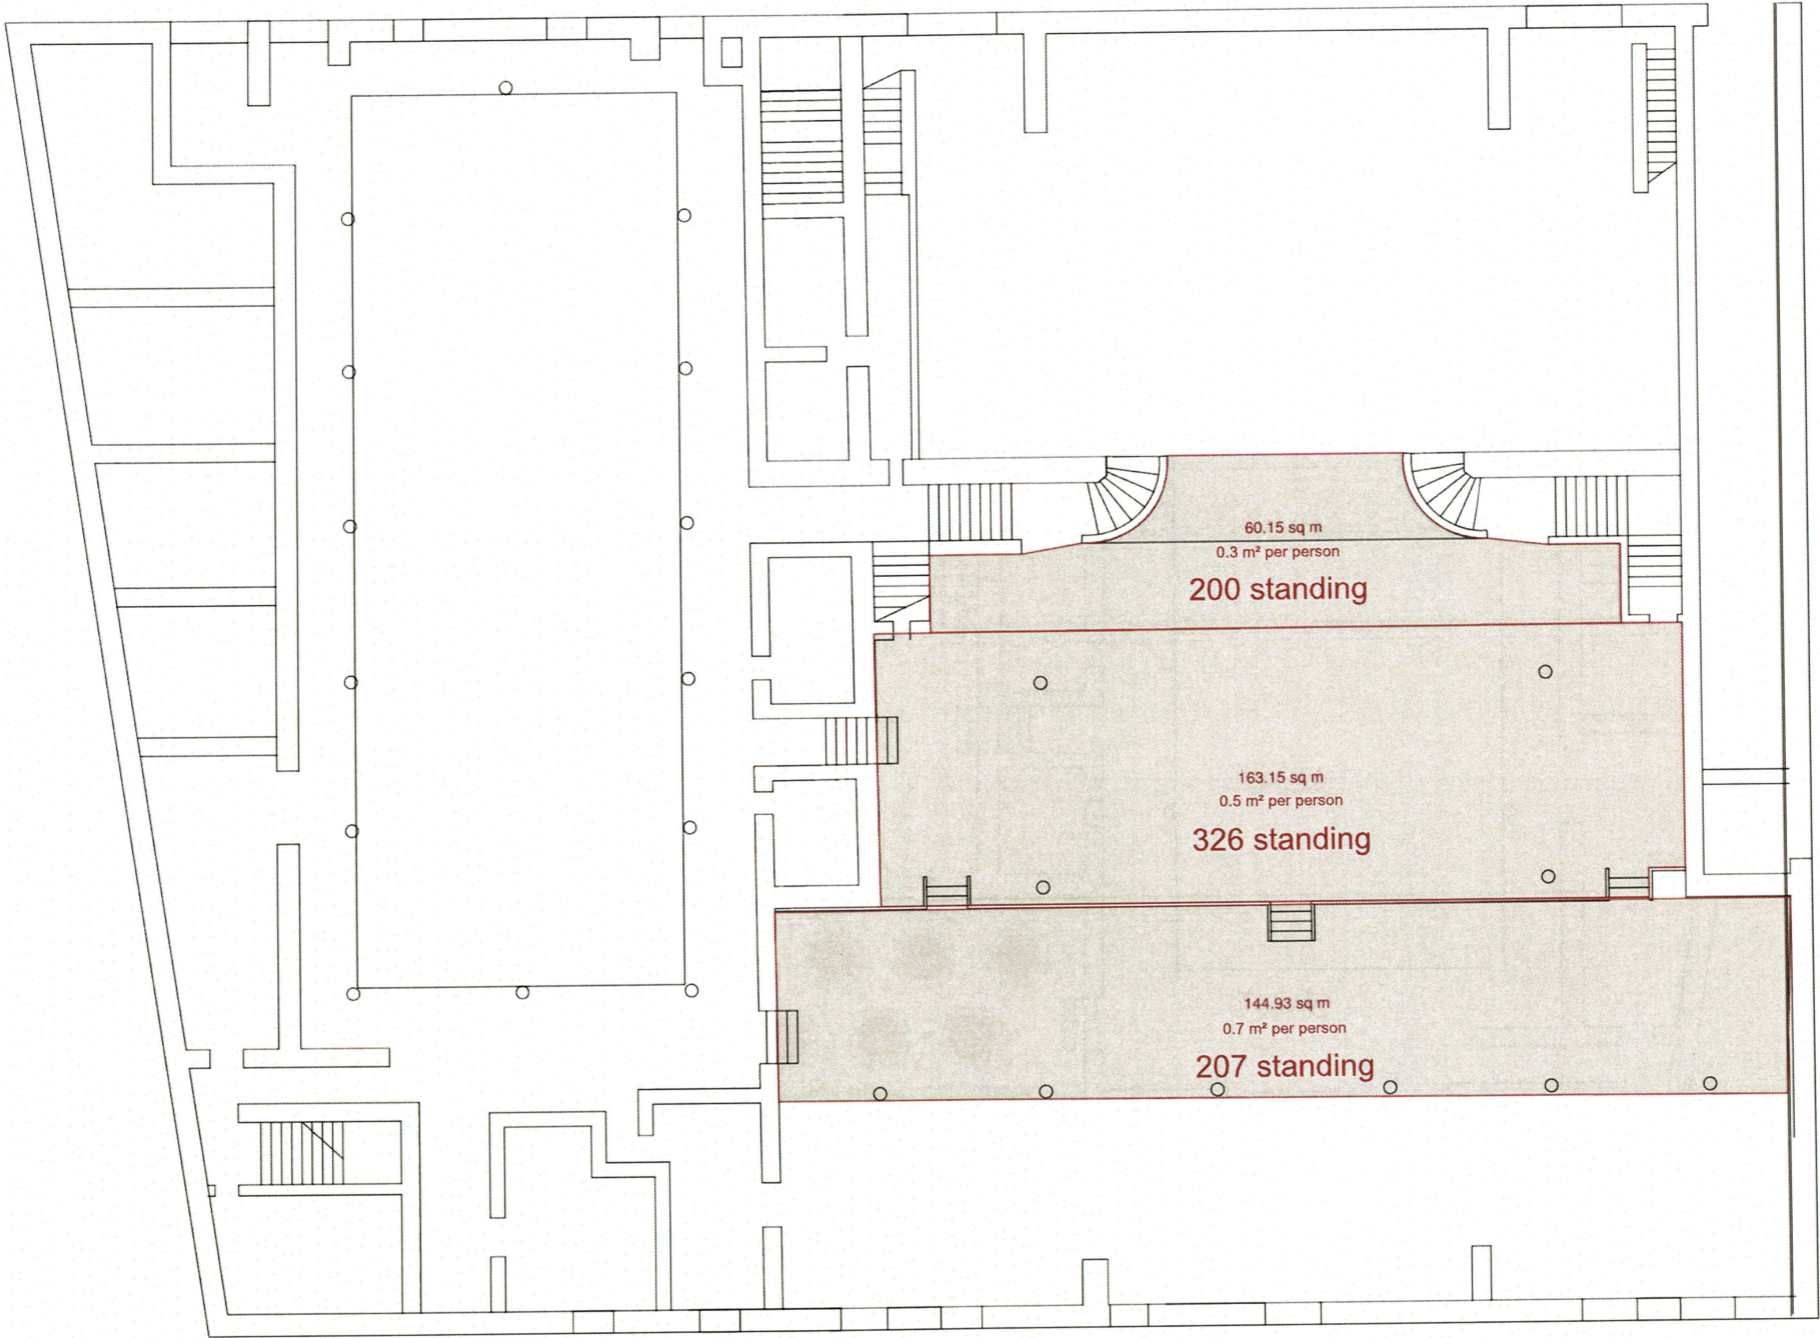 60.15 sq m
0.3 m² per person
200 standing
163.15 sq m
0.5 m² per person
326 standing
144.93 sq m
0.7 m² per person
207 standing